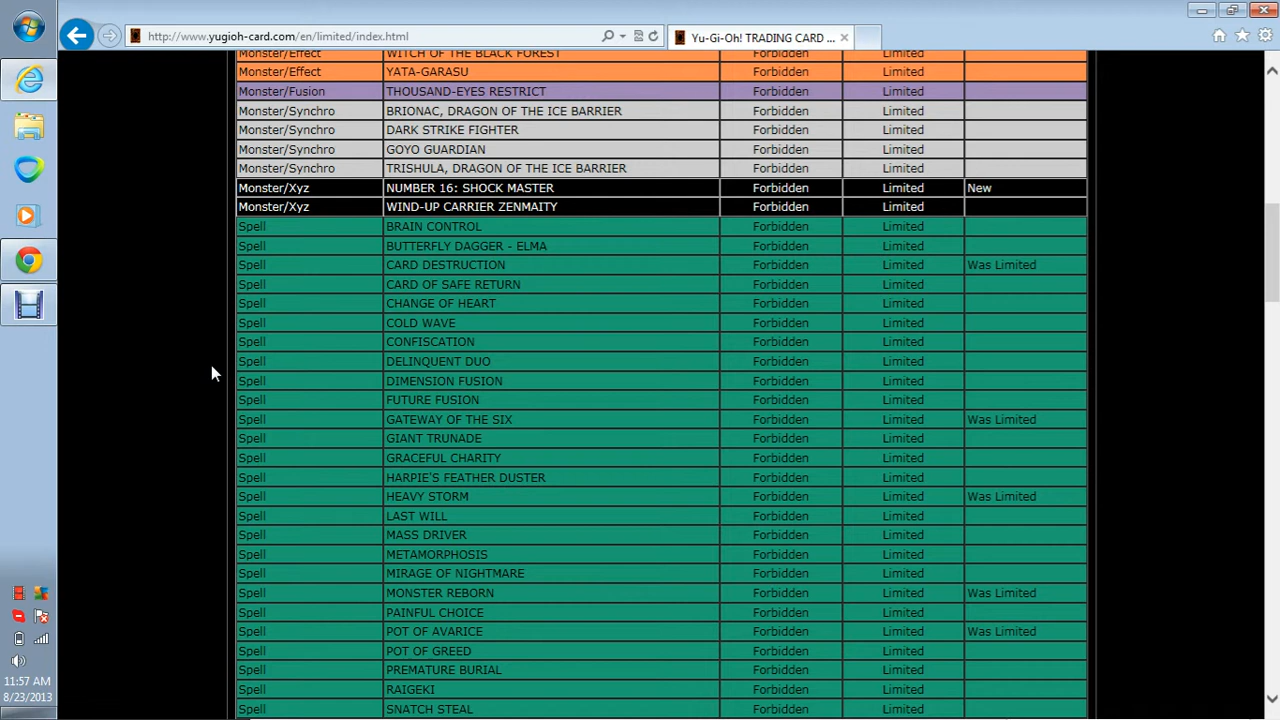 http://www.yugioh-card.com/en/limited/index.html
Yu-Gi-Oh! TRADING CARD ...
Monster/Effect WITCH OF THE BLACK FOREST Forbidden Limited
Monster/Effect YATA-GARASU Forbidden Limited
Monster/Fusion THOUSAND-EYES RESTRICT Forbidden Limited
Monster/Synchro BRIONAC, DRAGON OF THE ICE BARRIER Forbidden Limited
Monster/Synchro DARK STRIKE FIGHTER Forbidden Limited
Monster/Synchro GOYO GUARDIAN Forbidden Limited
Monster/Synchro TRISHULA, DRAGON OF THE ICE BARRIER Forbidden Limited
Monster/Xyz NUMBER 16: SHOCK MASTER Forbidden Limited New
Monster/Xyz WIND-UP CARRIER ZENMAITY Forbidden Limited
Spell BRAIN CONTROL Forbidden Limited
Spell BUTTERFLY DAGGER - ELMA Forbidden Limited
Spell CARD DESTRUCTION Forbidden Limited Was Limited
Spell CARD OF SAFE RETURN Forbidden Limited
Spell CHANGE OF HEART Forbidden Limited
Spell COLD WAVE Forbidden Limited
Spell CONFISCATION Forbidden Limited
Spell DELINQUENT DUO Forbidden Limited
Spell DIMENSION FUSION Forbidden Limited
Spell FUTURE FUSION Forbidden Limited
Spell GATEWAY OF THE SIX Forbidden Limited Was Limited
Spell GIANT TRUNADE Forbidden Limited
Spell GRACEFUL CHARITY Forbidden Limited
Spell HARPIE'S FEATHER DUSTER Forbidden Limited
Spell HEAVY STORM Forbidden Limited Was Limited
Spell LAST WILL Forbidden Limited
Spell MASS DRIVER Forbidden Limited
Spell METAMORPHOSIS Forbidden Limited
Spell MIRAGE OF NIGHTMARE Forbidden Limited
Spell MONSTER REBORN Forbidden Limited Was Limited
Spell PAINFUL CHOICE Forbidden Limited
Spell POT OF AVARICE Forbidden Limited Was Limited
Spell POT OF GREED Forbidden Limited
Spell PREMATURE BURIAL Forbidden Limited
Spell RAIGEKI Forbidden Limited
Spell SNATCH STEAL Forbidden Limited
11:57 AM
8/23/2013